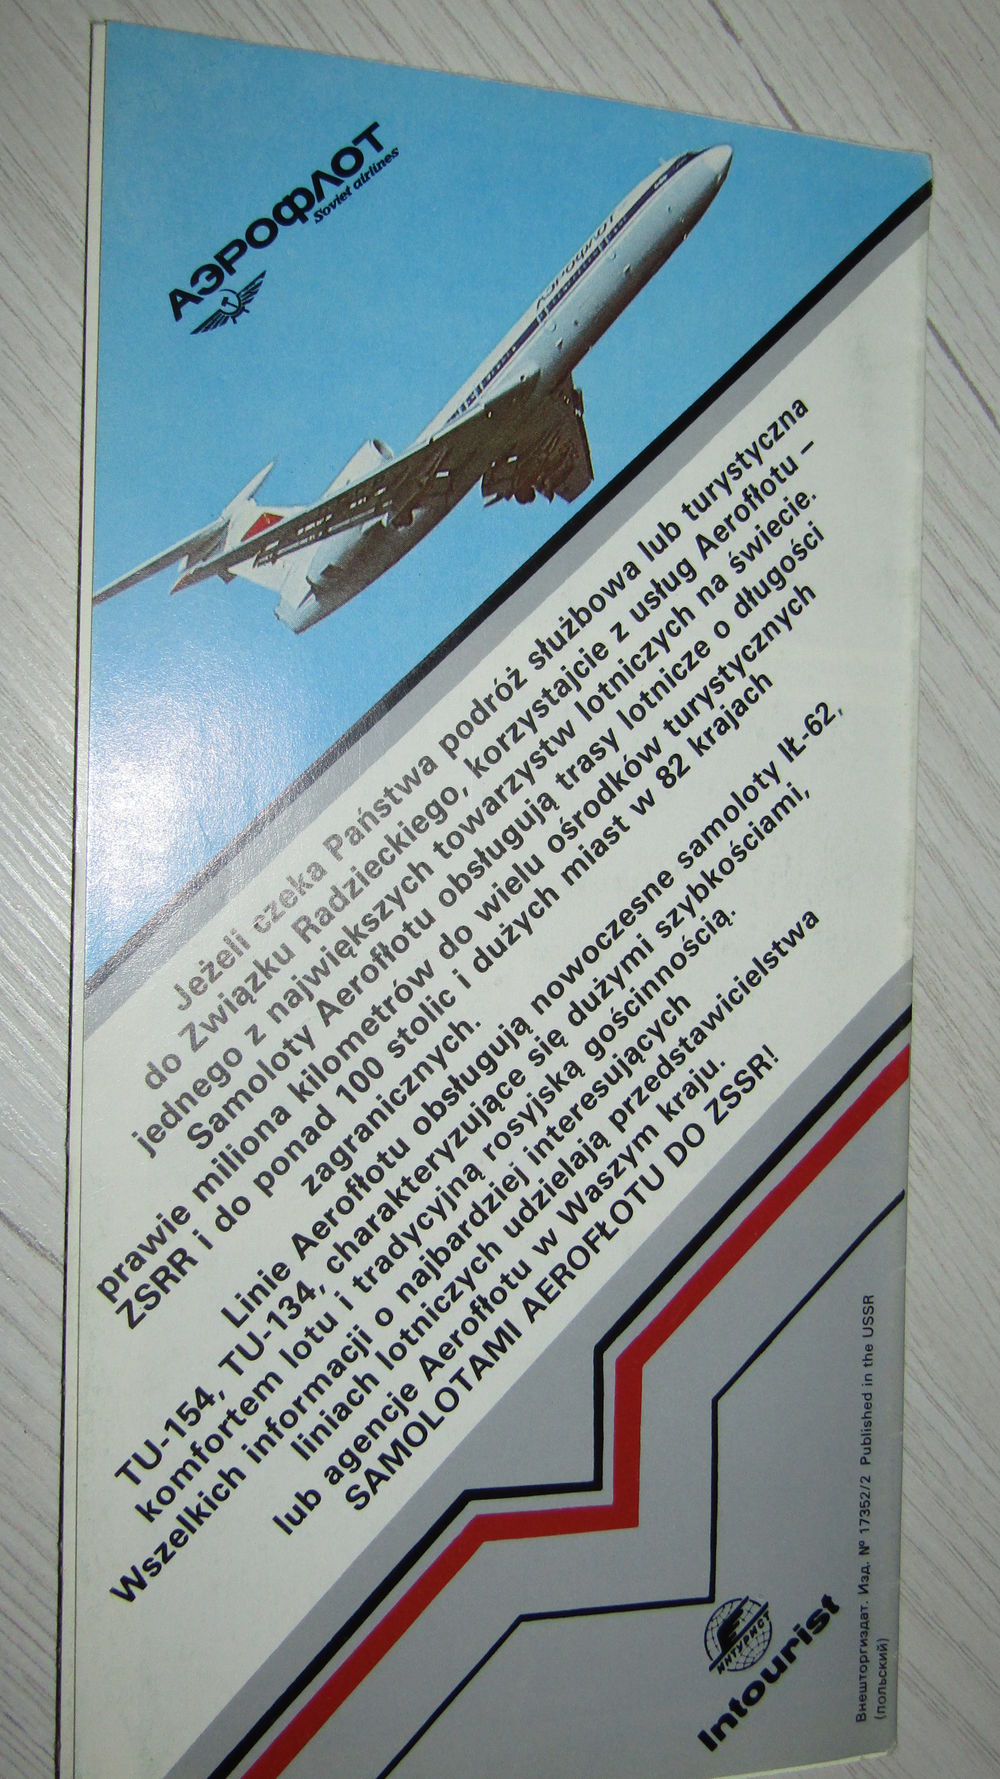 АЭРОФЛОТ
Soviet airlines
АЭРОФЛОТ
Jeżeli czeka Państwa podróż służbowa lub turystyczna
do Związku Radzieckiego, korzystajcie z usług Aerofłotu –
jednego z największych towarzystw lotniczych na świecie.
Samoloty Aerofłotu obsługują trasy lotnicze o długości
prawie miliona kilometrów do wielu ośrodków turystycznych
ZSRR i do ponad 100 stolic i dużych miast w 82 krajach
zagranicznych.
Linie Aerofłotu obsługują nowoczesne samoloty IŁ-62,
TU-154, TU-134, charakteryzujące się dużymi szybkościami,
komfortem lotu i tradycyjną rosyjską gościnnością.
Wszelkich informacji o najbardziej interesujących
liniach lotniczych udzielają przedstawicielstwa
lub agencje Aerofłotu w Waszym kraju.
SAMOLOTAMI AEROFŁOTU DO ZSSR!
ИНТУРИСТ
Intourist
Внешторгиздат. Изд. № 17352/2 Published in the USSR
(польский)